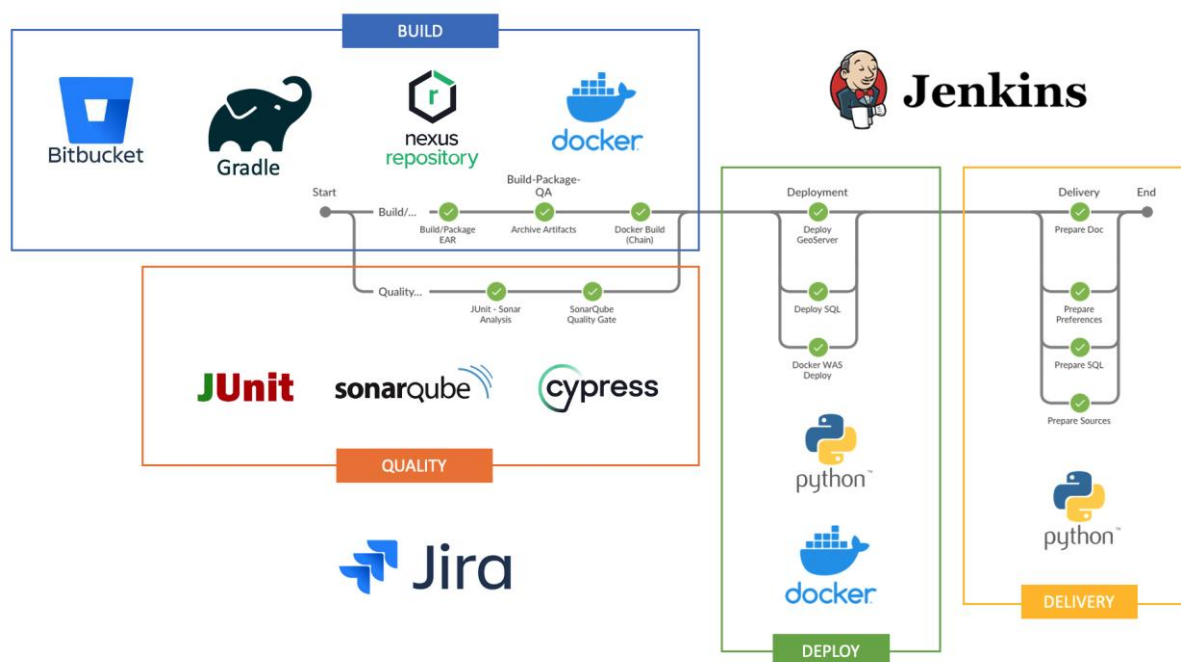 BUILD
Bitbucket
Gradle
nexus
repository
docker
Jenkins
Build-Package-
QA
Start
Build/...
Build/Package
EAR
Archive Artifacts
Docker Build
(Chain)
Deployment
Deploy
GeoServer
Delivery
End
Prepare Doc
Quality...
JUnit - Sonar
Analysis
SonarQube
Quality Gate
Deploy SQL
Docker WAS
Deploy
Prepare
Preferences
Prepare SQL
Prepare Sources
JUnit
sonarqube
cypress
QUALITY
python™
docker
DEPLOY
python™
DELIVERY
Jira